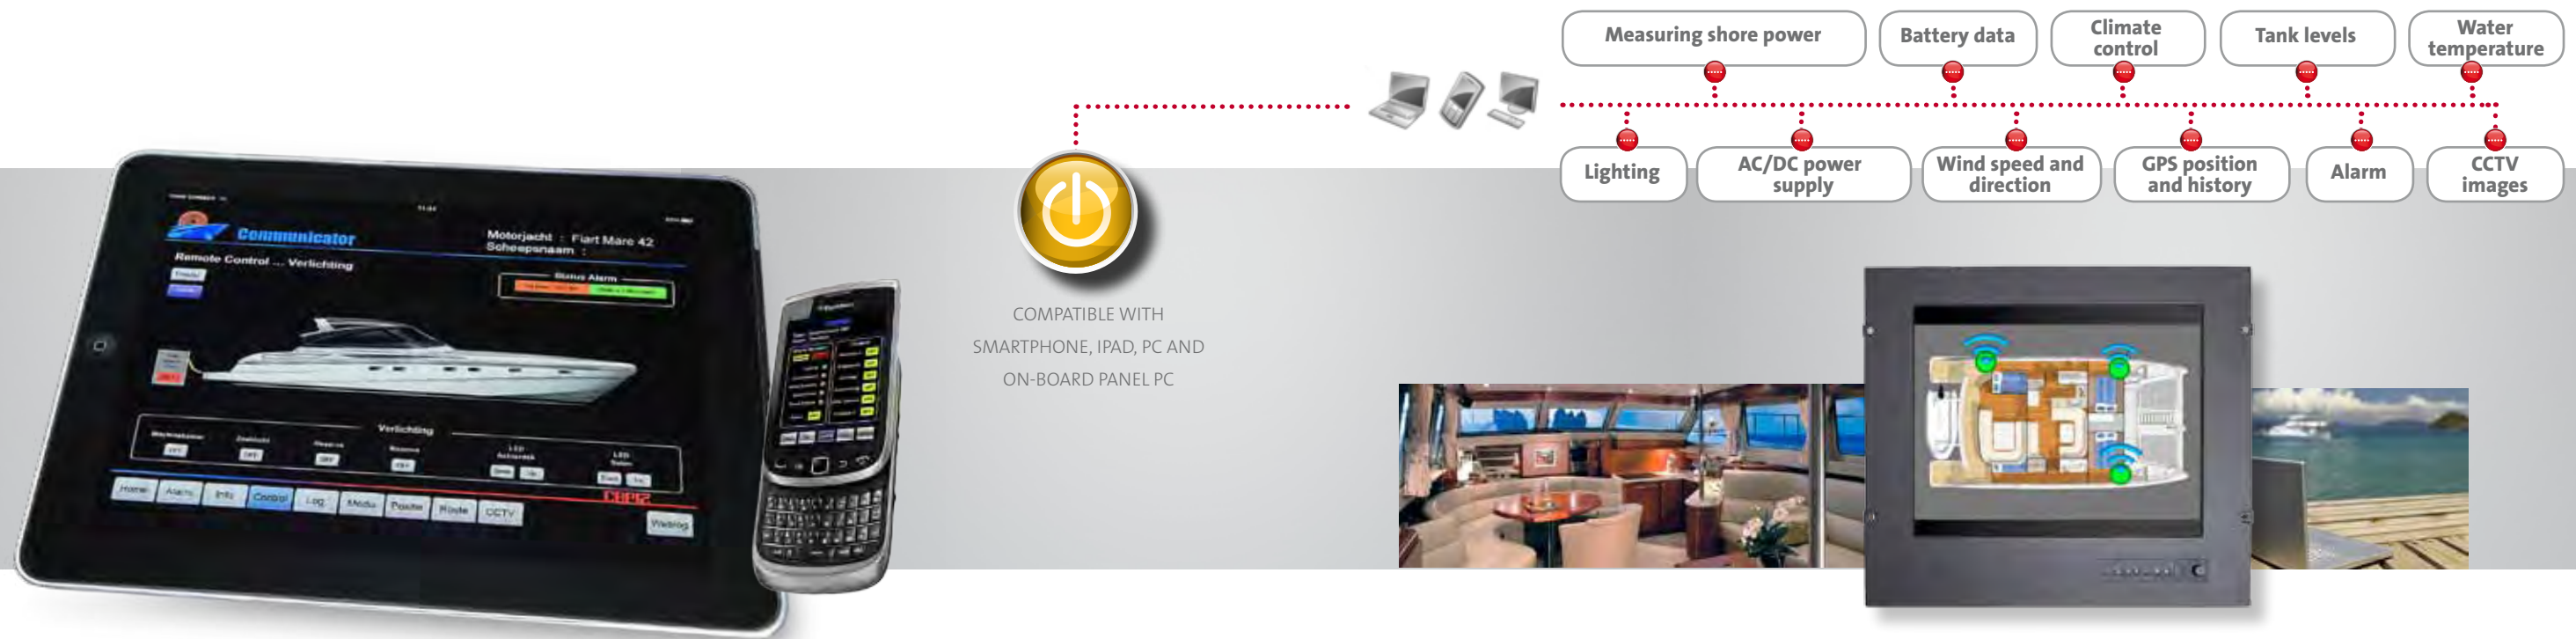 Measuring shore power
Battery data
Climate
control
Tank levels
Water
temperature
Lighting
AC/DC power
supply
Wind speed and
direction
GPS position
and history
Alarm
CCTV
images
COMPATIBLE WITH
SMARTPHONE, IPAD, PC AND
ON-BOARD PANEL PC
Communicator
Motorjacht : Fiart Mare 42
Scheepsnaam :
Remote Control ... Verlichting
Status Alarm
Verlichting
LED
LED
Home Alarm Info Control Log Media Positie Route CCTV